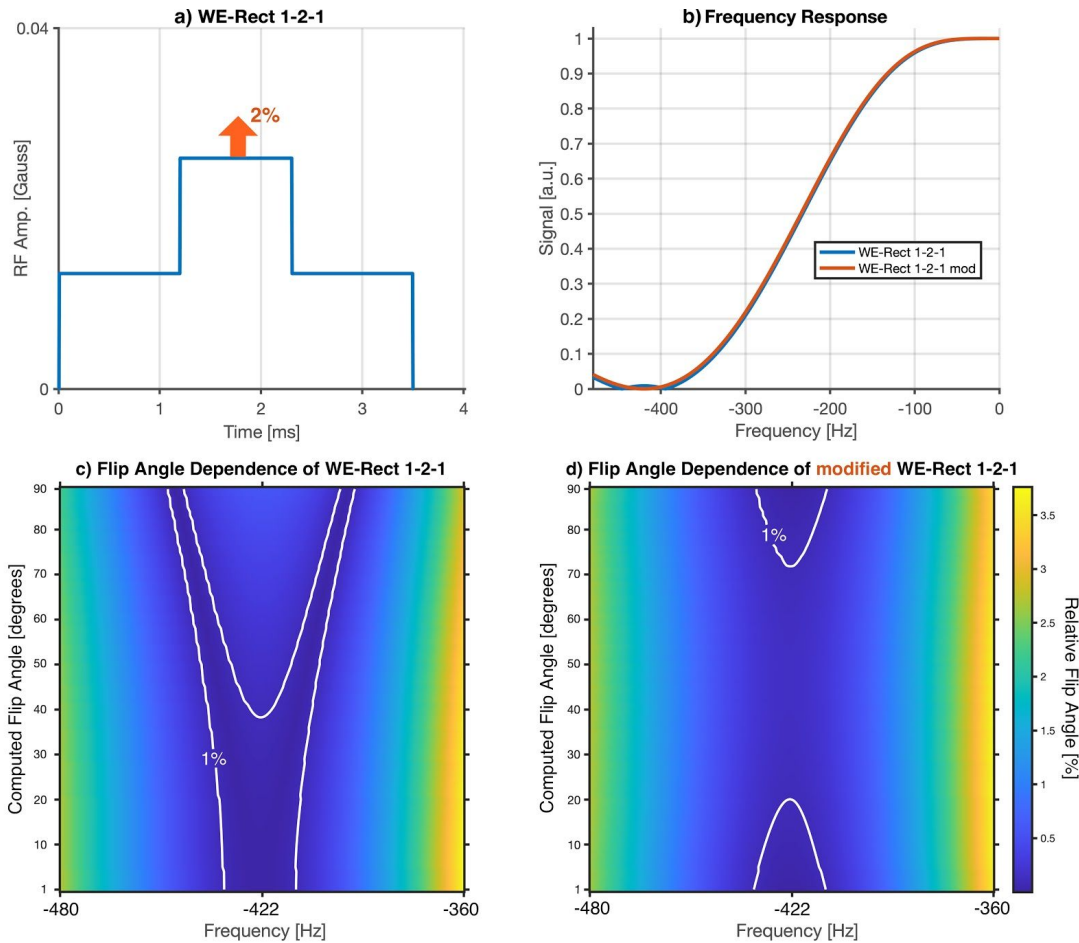 a) WE-Rect 1-2-1
0.04
2%
RF Amp. [Gauss]
0
0 1 2 3 4
Time [ms]
b) Frequency Response
1
0.9
0.8
0.7
0.6
0.5
0.4
0.3
0.2
0.1
0
Signal [a.u.]
WE-Rect 1-2-1
WE-Rect 1-2-1 mod
-400 -300 -200 -100 0
Frequency [Hz]
c) Flip Angle Dependence of WE-Rect 1-2-1
90
80
70
60
50
40
30
20
10
1
Computed Flip Angle [degrees]
1%
-480 -422 -360
Frequency [Hz]
d) Flip Angle Dependence of modified WE-Rect 1-2-1
90
80
70
60
50
40
30
20
10
1
Computed Flip Angle [degrees]
1%
-480 -422 -360
Frequency [Hz]
3.5
3
2.5
2
1.5
1
0.5
Relative Flip Angle [%]